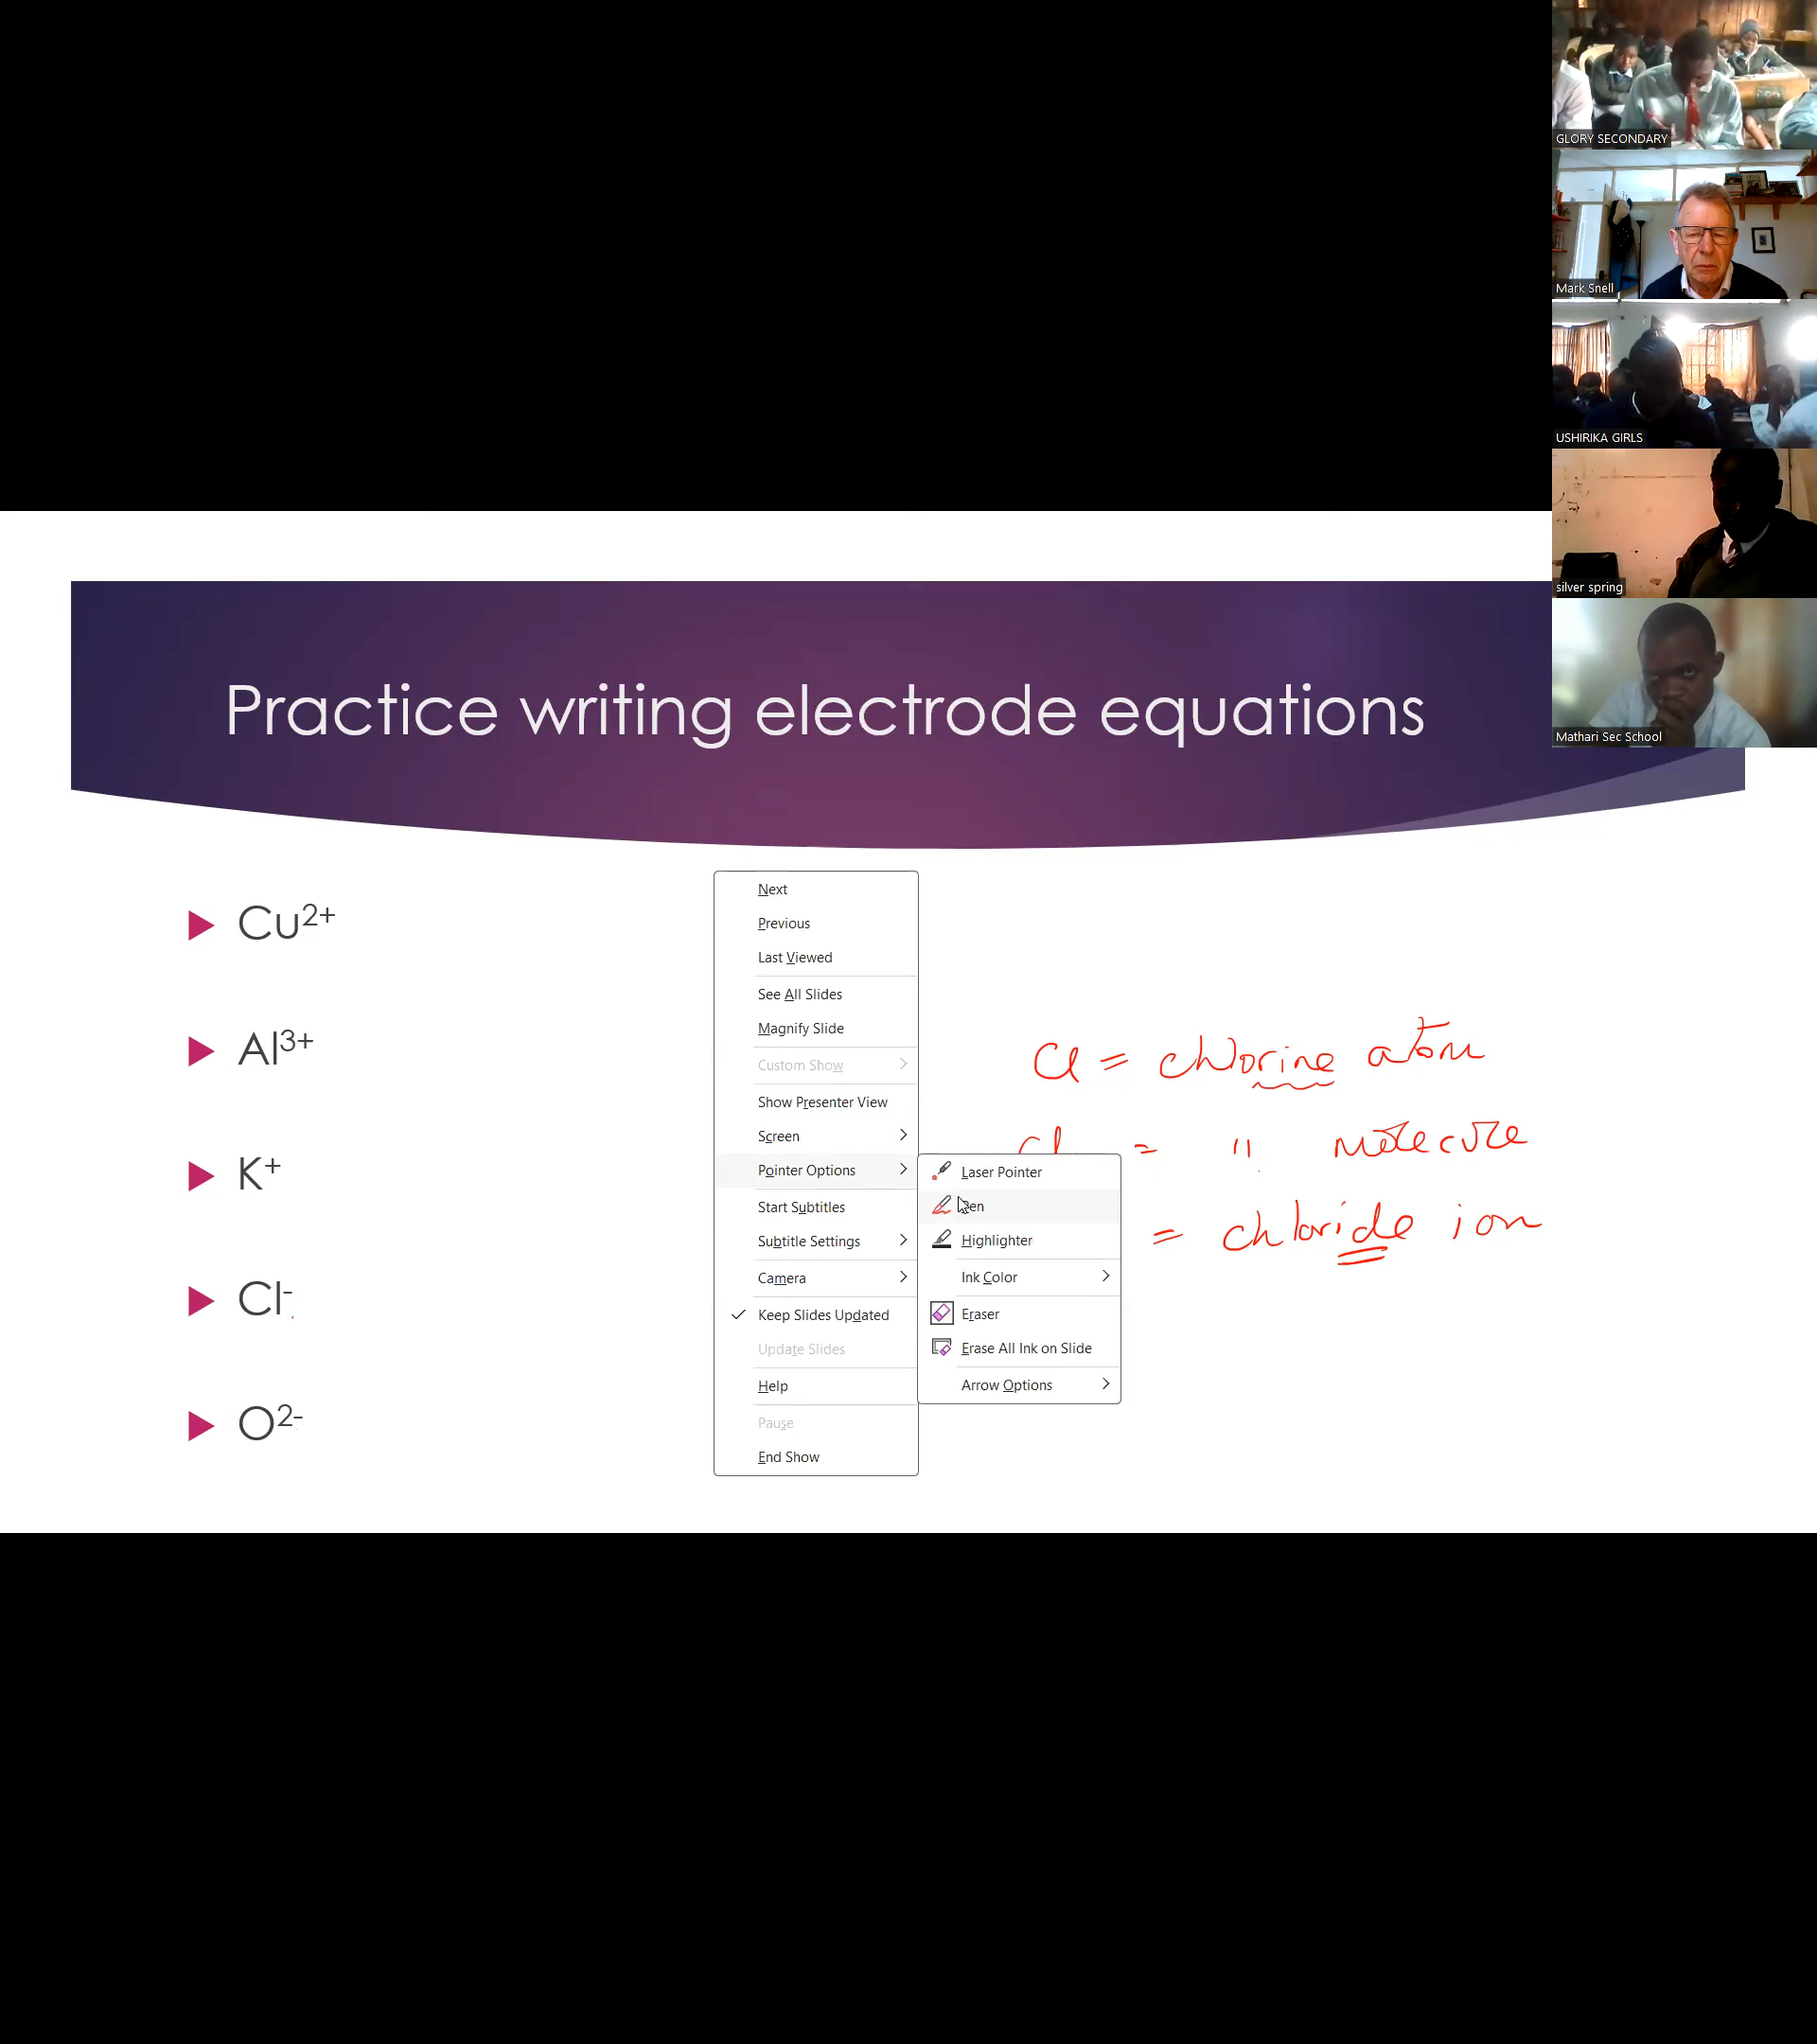 GLORY SECONDARY
Mark Snell
USHIRIKA GIRLS
silver spring
Mathari Sec School
Practice writing electrode equations
Cu²⁺
Al³⁺
K⁺
Cl⁻
O²⁻
Next
Previous
Last Viewed
See All Slides
Magnify Slide
Custom Show
Show Presenter View
Screen
Pointer Options
Start Subtitles
Subtitle Settings
Camera
Keep Slides Updated
Update Slides
Help
Pause
End Show
Laser Pointer
Pen
Highlighter
Ink Color
Eraser
Erase All Ink on Slide
Arrow Options
Cl = chlorine atom
= " molecule
= chloride ion